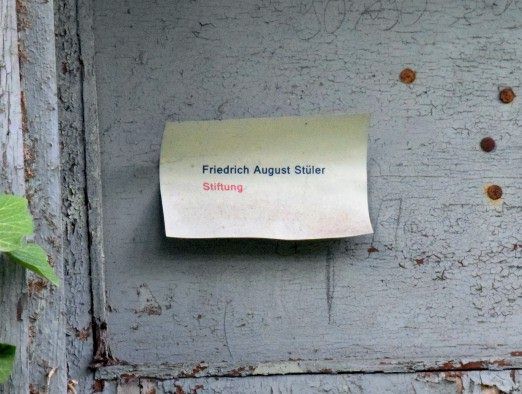 Friedrich August Stüler
Stiftung